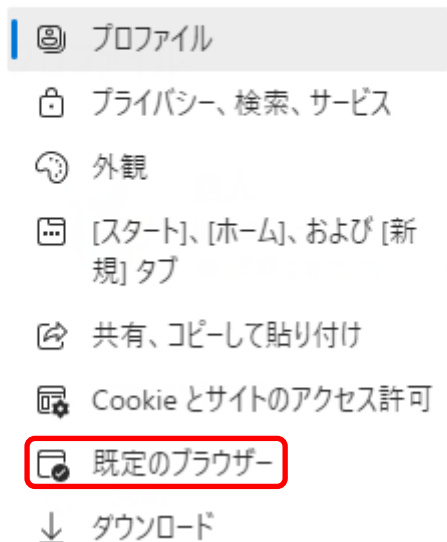 プロファイル
プライバシー、検索、サービス
外観
[スタート]、[ホーム]、および [新
規] タブ
共有、コピーして貼り付け
Cookie とサイトのアクセス許可
既定のブラウザー
ダウンロード